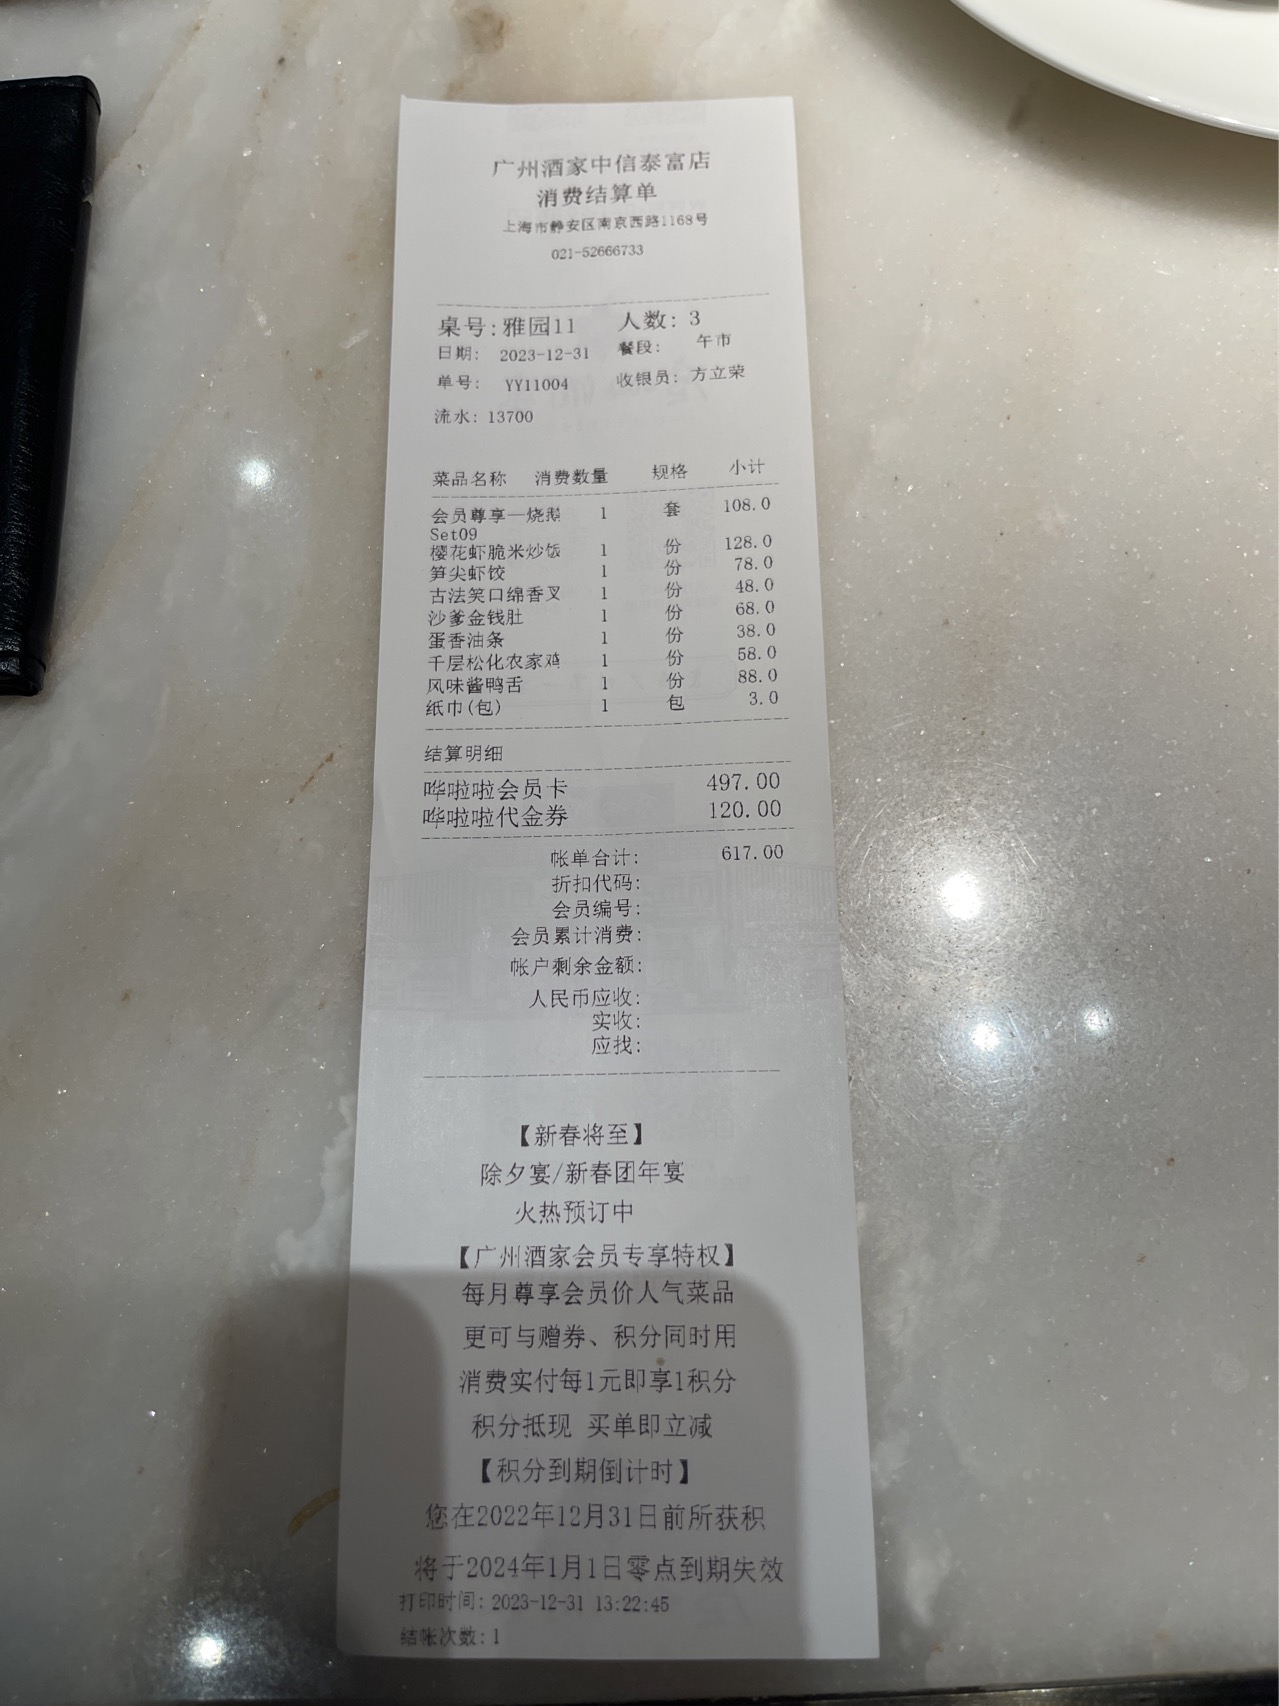 广州酒家中信泰富店
消费结算单
上海市静安区南京西路1168号
021-52666733
桌号:雅园11 人数: 3
日期: 2023-12-31 餐段: 午市
单号: YY11004 收银员: 方立荣
流水: 13700
菜品名称 消费数量 规格 小计
会员尊享—烧鹅 1 套 108.0
Set09
樱花虾脆米炒饭 1 份 128.0
笋尖虾饺 1 份 78.0
古法笑口绵香叉 1 份 48.0
沙爹金钱肚 1 份 68.0
蛋香油条 1 份 38.0
千层松化农家鸡 1 份 58.0
风味酱鸭舌 1 份 88.0
纸巾(包) 1 包 3.0
结算明细
哗啦啦会员卡 497.00
哗啦啦代金券 120.00
帐单合计: 617.00
折扣代码:
会员编号:
会员累计消费:
帐户剩余金额:
人民币应收:
实收:
应找:
【新春将至】
除夕宴/新春团年宴
火热预订中
【广州酒家会员专享特权】
每月尊享会员价人气菜品
更可与赠券、积分同时用
消费实付每1元即享1积分
积分抵现 买单即立减
【积分到期倒计时】
您在2022年12月31日前所获积
将于2024年1月1日零点到期失效
打印时间: 2023-12-31 13:22:45
结帐次数: 1